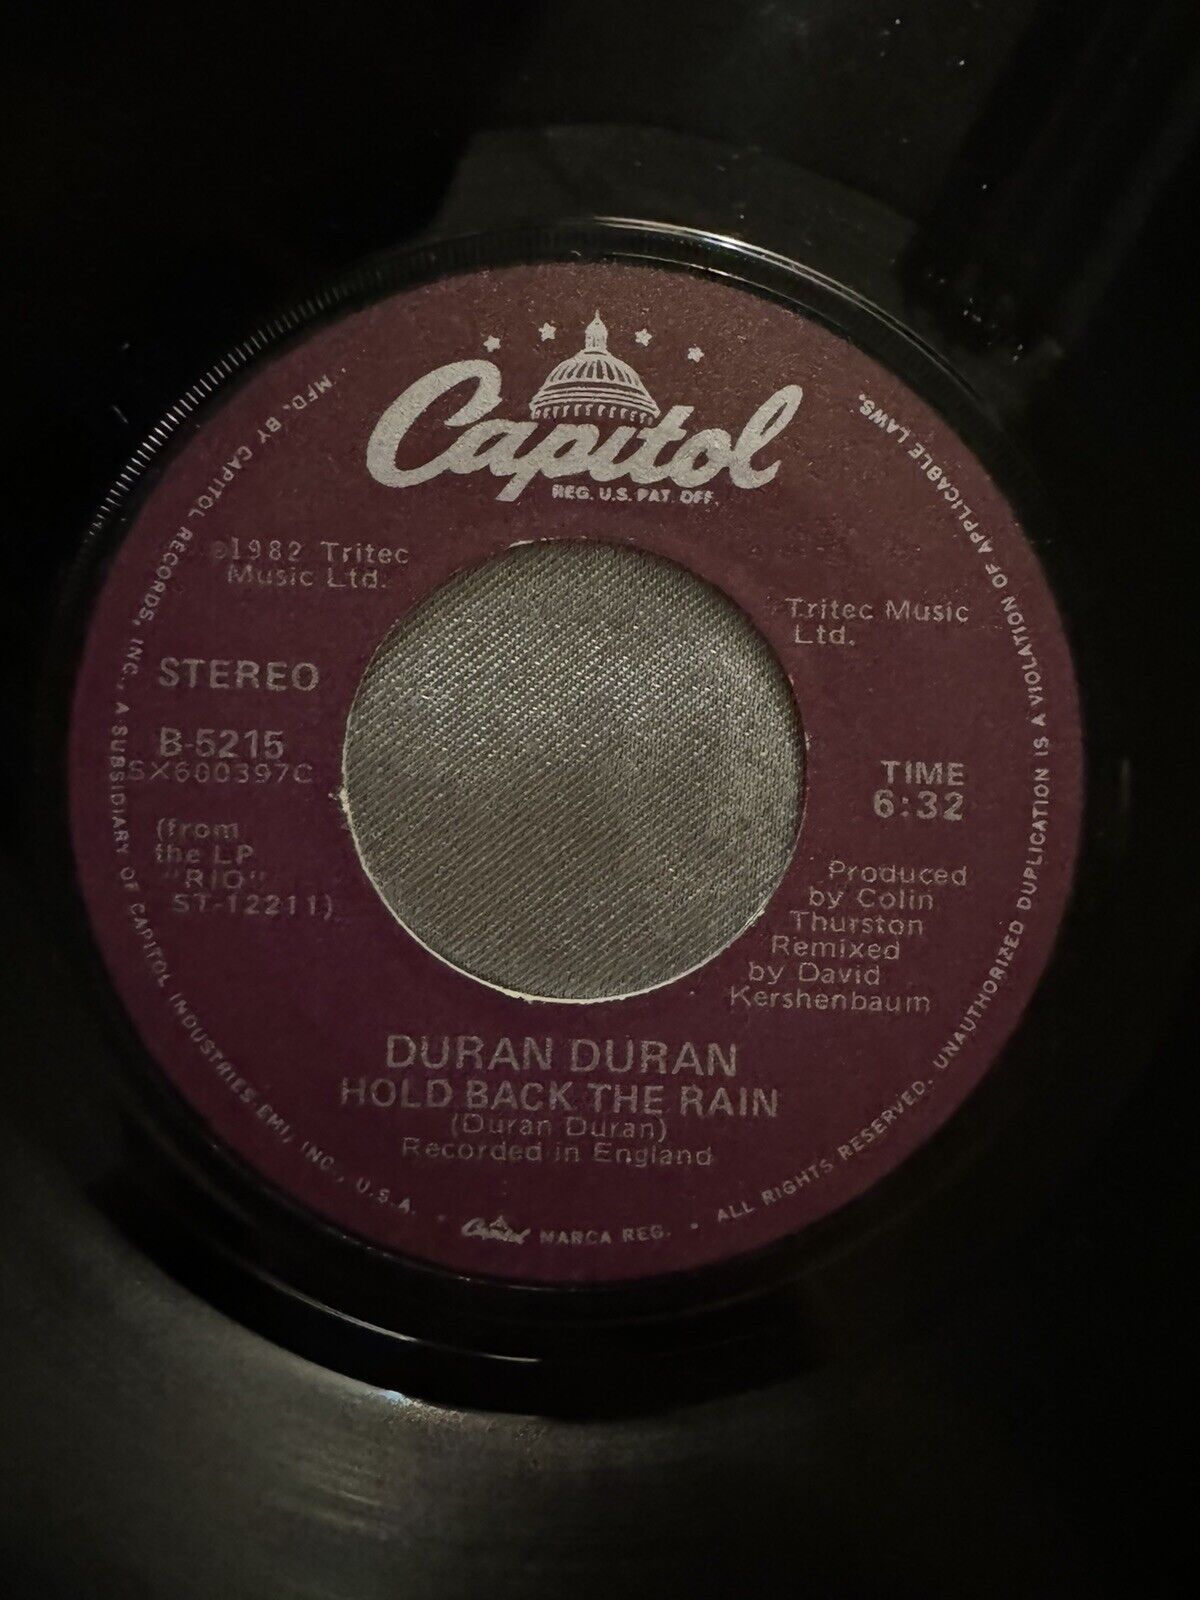 Capitol
REG. U.S. PAT. OFF.
℗1982 Tritec
Music Ltd.
Tritec Music
Ltd.
STEREO
B-5215
SX600397C
(from
the LP
"RIO"
ST-12211)
TIME
6:32
Produced
by Colin
Thurston
Remixed
by David
Kershenbaum
DURAN DURAN
HOLD BACK THE RAIN
(Duran Duran)
Recorded in England
MFD. BY CAPITOL RECORDS, INC., A SUBSIDIARY OF CAPITOL INDUSTRIES-EMI, INC., U.S.A. • Capitol MARCA REG. • ALL RIGHTS RESERVED. UNAUTHORIZED DUPLICATION IS A VIOLATION OF APPLICABLE LAWS.